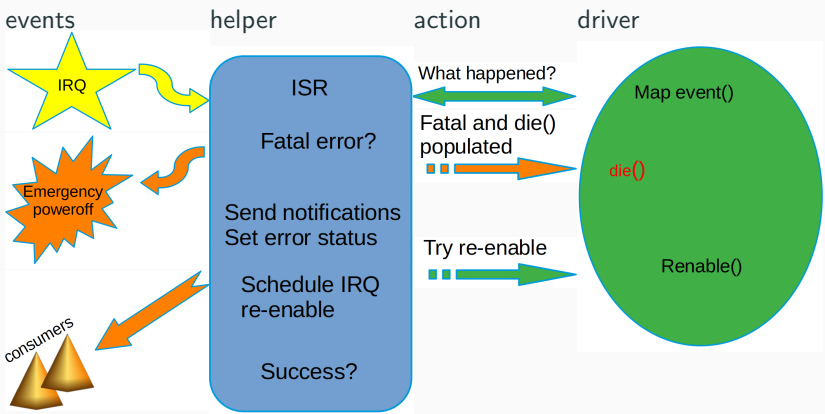 events
helper
action
driver
IRQ
Emergency
poweroff
consumers
ISR
Fatal error?
Send notifications
Set error status
Schedule IRQ
re-enable
Success?
What happened?
Fatal and die()
populated
Try re-enable
Map event()
die()
Renable()